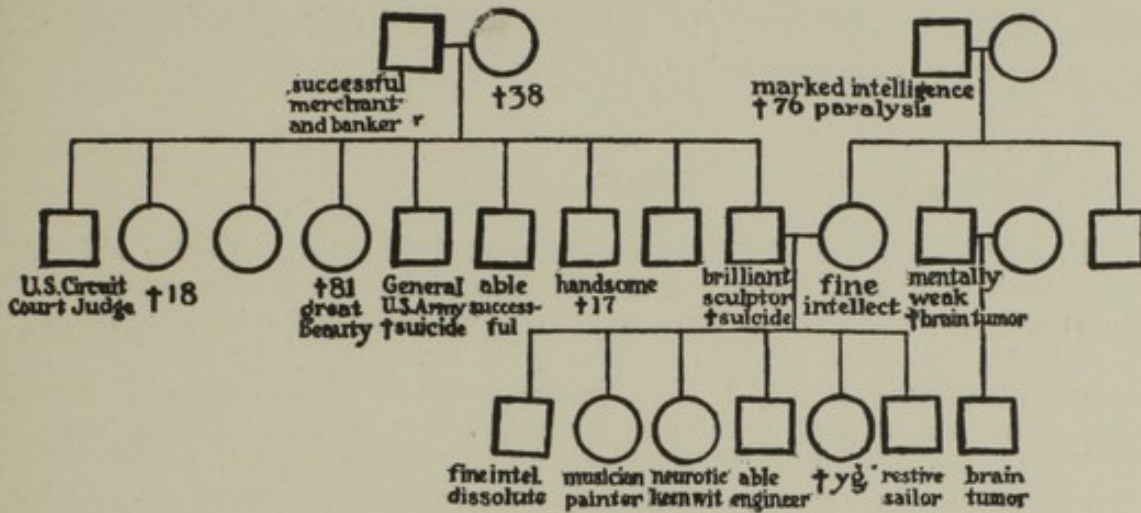 successful
merchant
and banker
†38
marked intelligence
†76 paralysis
U.S. Circuit
Court Judge
†18
†81
great
Beauty
General
U.S. Army
†suicide
able
success-
ful
handsome
†17
brilliant
sculptor
†suicide
fine
intellect
mentally
weak
†brain tumor
fine intel.
dissolute
musician
painter
neurotic
keen wit
able
engineer
†yg.
restive
sailor
brain
tumor